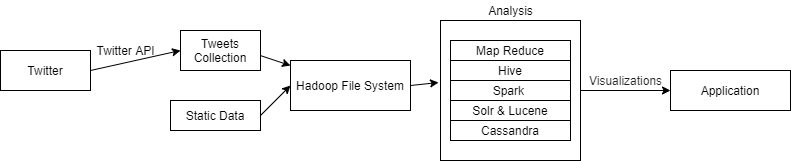 Twitter
Twitter API
Tweets
Collection
Static Data
Hadoop File System
Analysis
Map Reduce
Hive
Spark
Solr & Lucene
Cassandra
Visualizations
Application